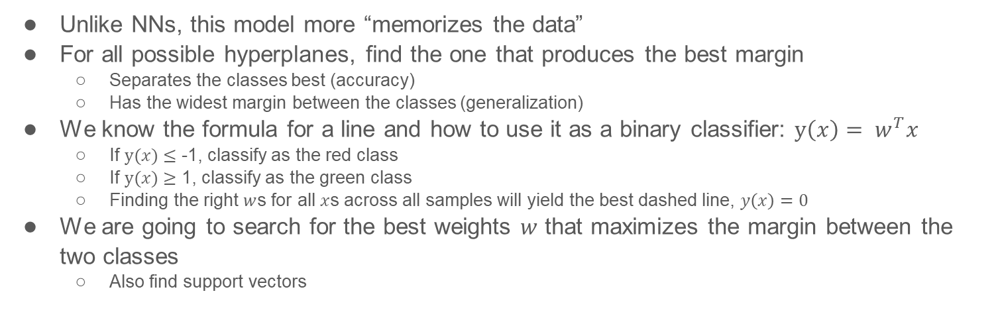 ● Unlike NNs, this model more “memorizes the data”
● For all possible hyperplanes, find the one that produces the best margin
○ Separates the classes best (accuracy)
○ Has the widest margin between the classes (generalization)
● We know the formula for a line and how to use it as a binary classifier: y(𝑥) = 𝑤ᵀ𝑥
○ If y(𝑥) ≤ -1, classify as the red class
○ If y(𝑥) ≥ 1, classify as the green class
○ Finding the right 𝑤s for all 𝑥s across all samples will yield the best dashed line, 𝑦(𝑥) = 0
● We are going to search for the best weights 𝑤 that maximizes the margin between the
two classes
○ Also find support vectors